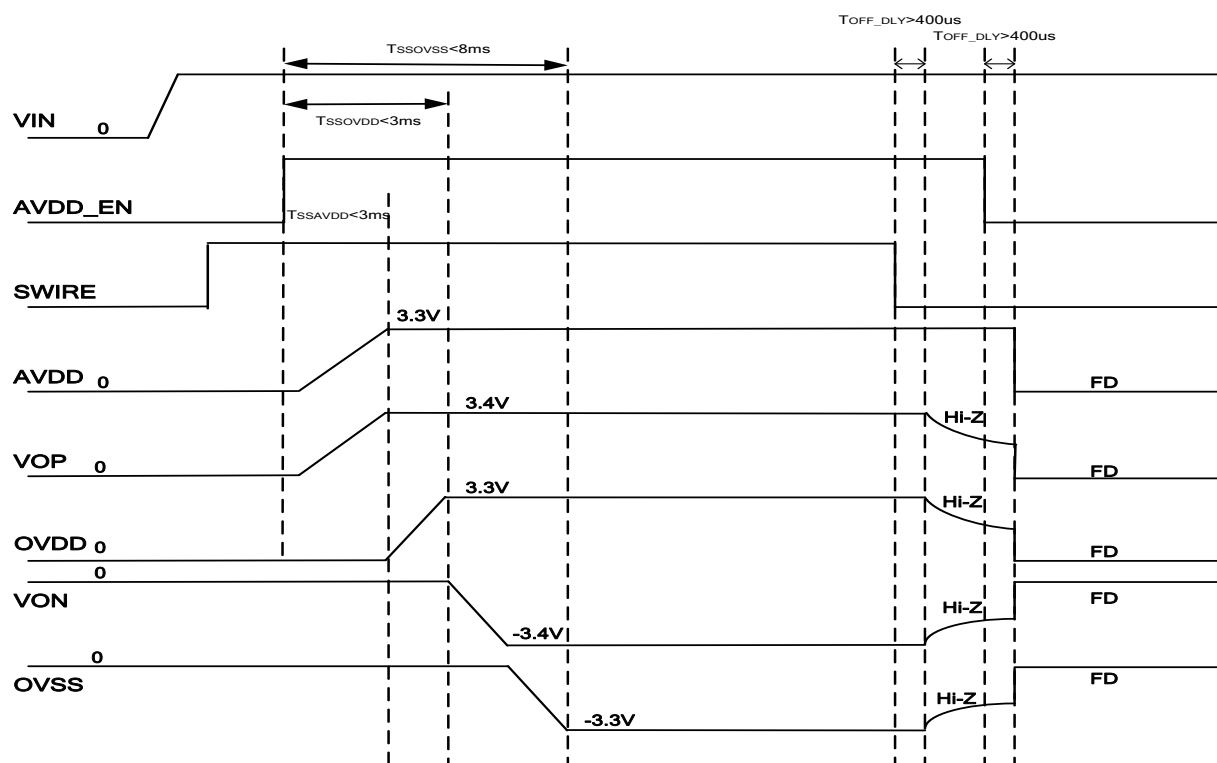 TOFF_DLY>400us
TOFF_DLY>400us
TSSOVSS<8ms
VIN 0
TSSOVDD<3ms
AVDD_EN
TSSAVDD<3ms
SWIRE
3.3V
AVDD 0
FD
3.4V
Hi-Z
VOP 0
FD
3.3V
Hi-Z
OVDD 0
FD
0
VON
Hi-Z
FD
-3.4V
0
OVSS
FD
Hi-Z
-3.3V